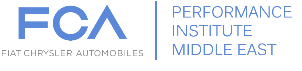 FCA
FIAT CHRYSLER AUTOMOBILES
PERFORMANCE
INSTITUTE
MIDDLE EAST